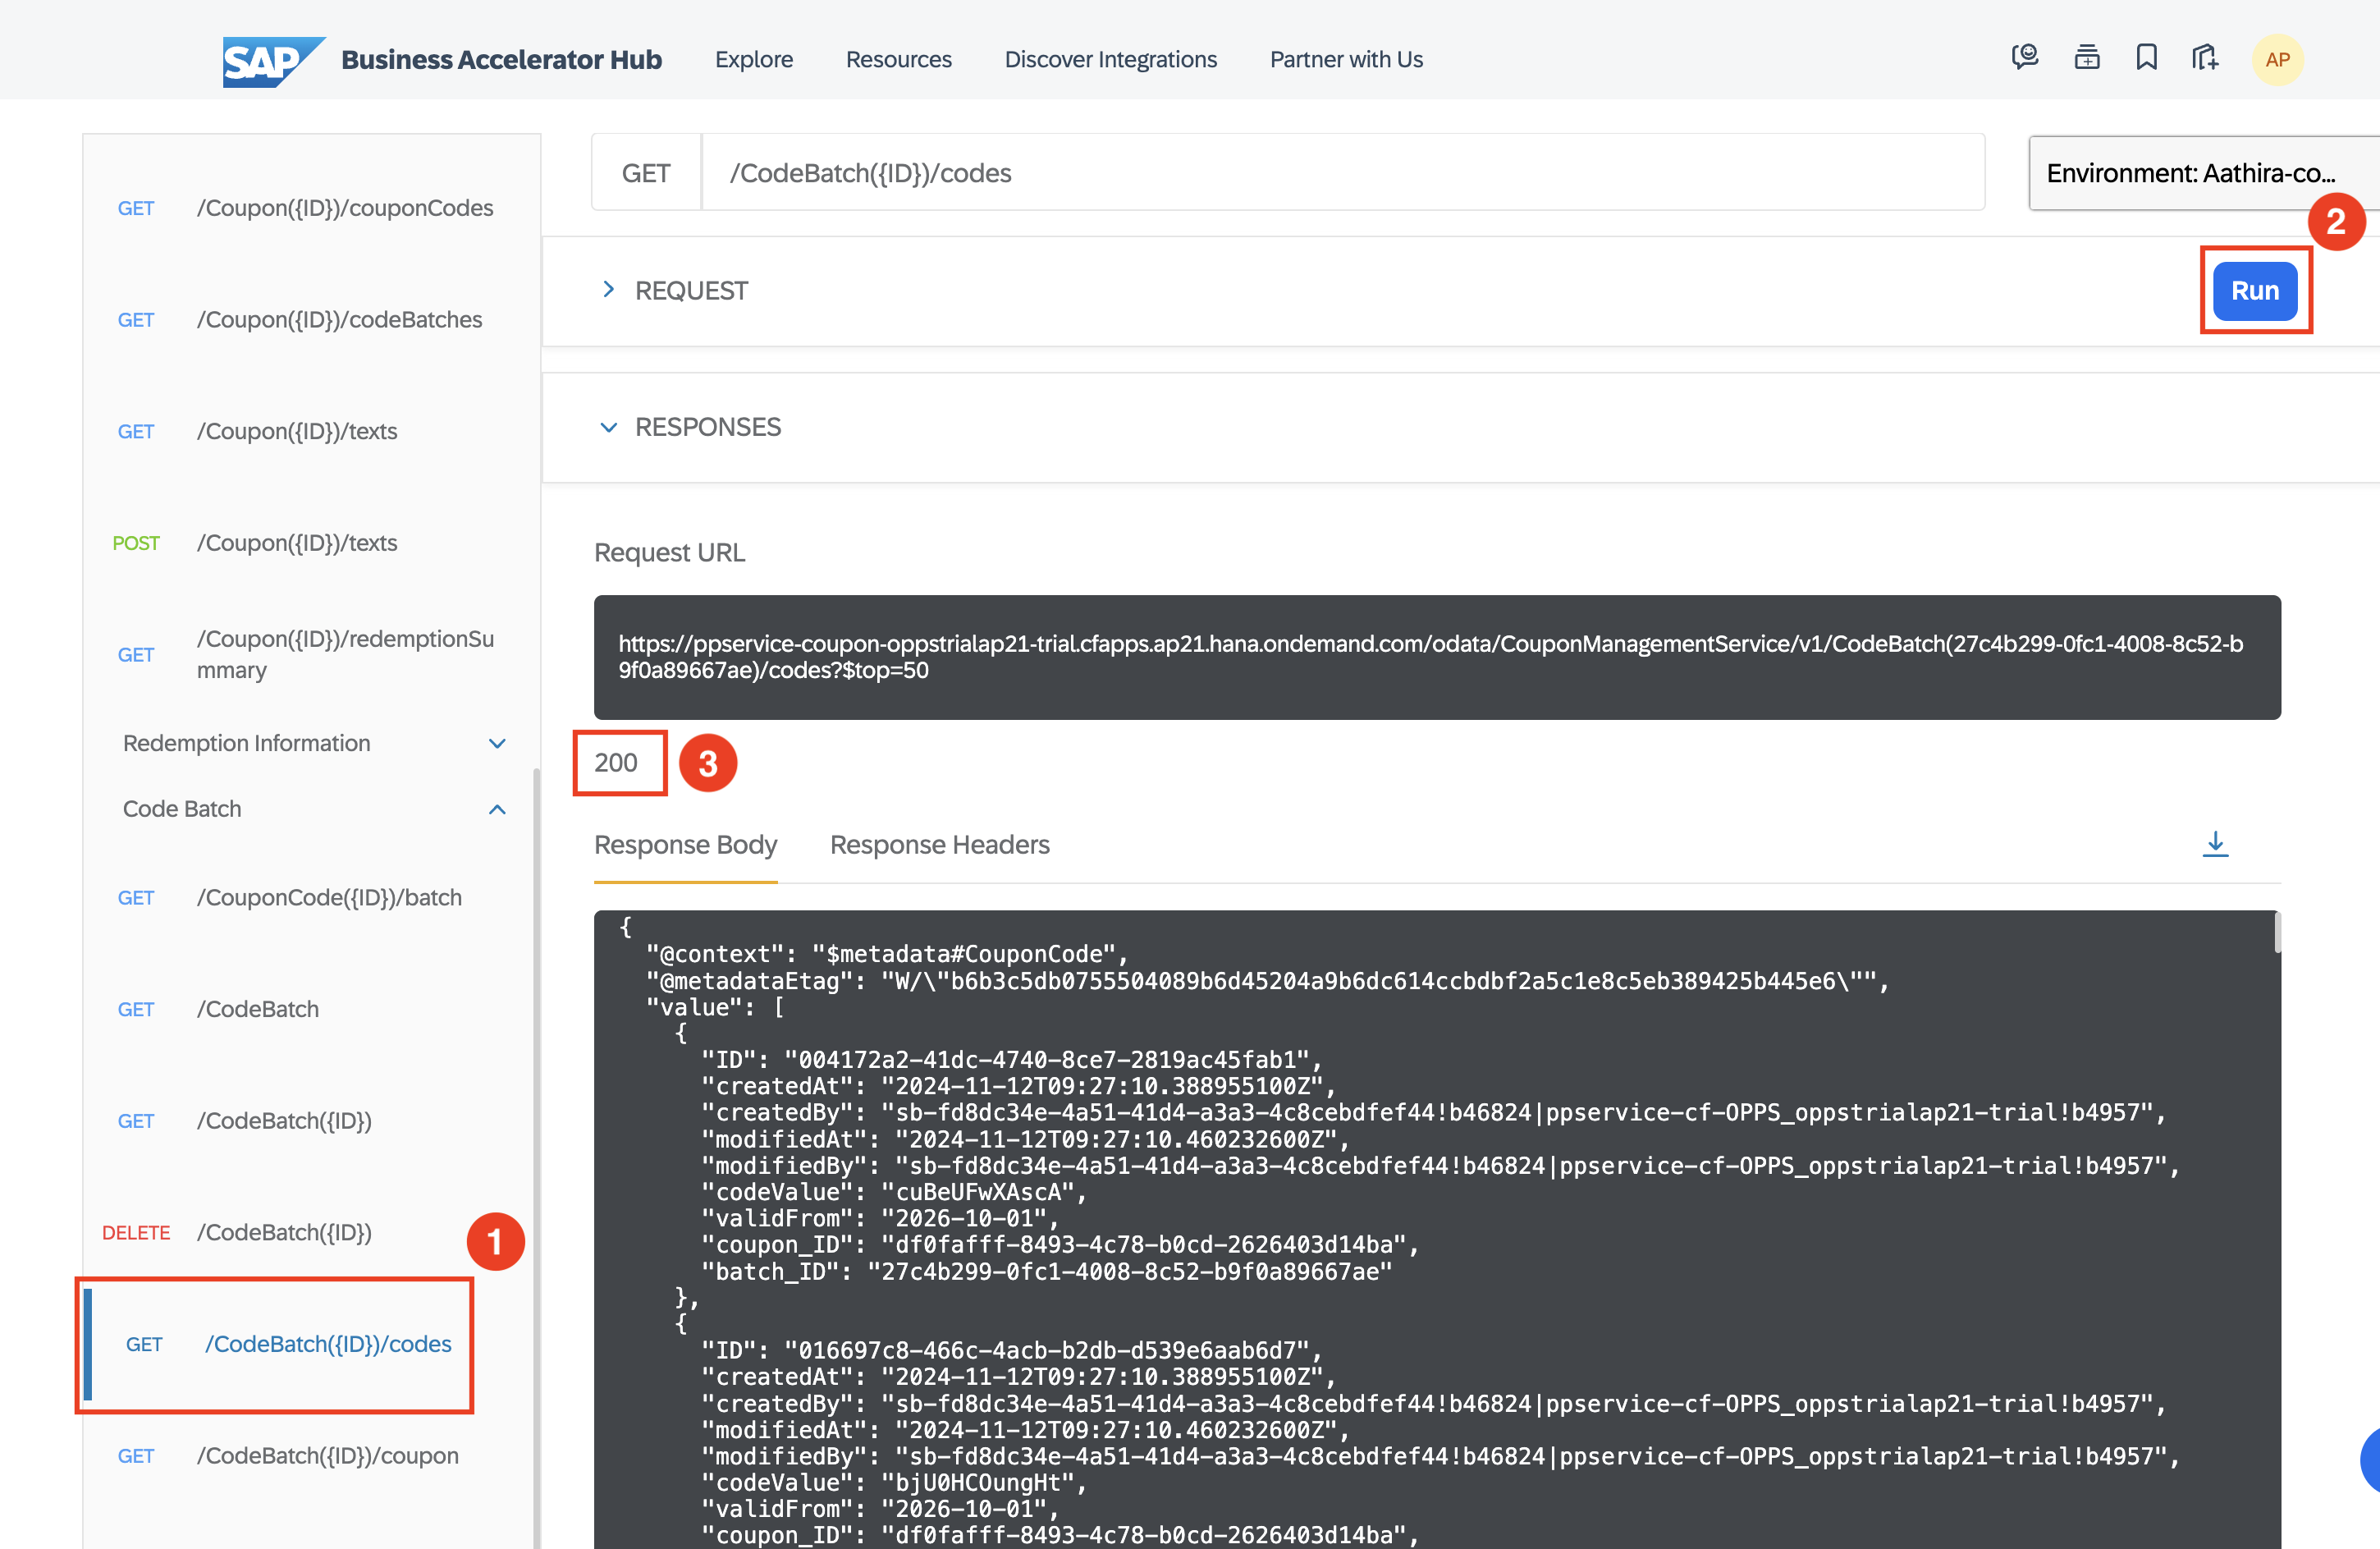 SAP Business Accelerator Hub Explore Resources Discover Integrations Partner with Us AP
GET /Coupon({ID})/couponCodes
GET /Coupon({ID})/codeBatches
GET /Coupon({ID})/texts
POST /Coupon({ID})/texts
GET /Coupon({ID})/redemptionSu
mmary
Redemption Information
Code Batch
GET /CouponCode({ID})/batch
GET /CodeBatch
GET /CodeBatch({ID})
DELETE /CodeBatch({ID})
1
GET /CodeBatch({ID})/codes
GET /CodeBatch({ID})/coupon
GET /CodeBatch({ID})/codes
Environment: Aathira-co...
2
REQUEST
Run
RESPONSES
Request URL
https://ppservice-coupon-oppstrialap21-trial.cfapps.ap21.hana.ondemand.com/odata/CouponManagementService/v1/CodeBatch(27c4b299-0fc1-4008-8c52-b
9f0a89667ae)/codes?$top=50
200 3
Response Body Response Headers
{
"@context": "$metadata#CouponCode",
"@metadataEtag": "W/\"b6b3c5db0755504089b6d45204a9b6dc614ccbdbf2a5c1e8c5eb389425b445e6\"",
"value": [
{
"ID": "004172a2-41dc-4740-8ce7-2819ac45fab1",
"createdAt": "2024-11-12T09:27:10.388955100Z",
"createdBy": "sb-fd8dc34e-4a51-41d4-a3a3-4c8cebdfef44!b46824|ppservice-cf-OPPS_oppstrialap21-trial!b4957",
"modifiedAt": "2024-11-12T09:27:10.460232600Z",
"modifiedBy": "sb-fd8dc34e-4a51-41d4-a3a3-4c8cebdfef44!b46824|ppservice-cf-OPPS_oppstrialap21-trial!b4957",
"codeValue": "cuBeUFwXAscA",
"validFrom": "2026-10-01",
"coupon_ID": "df0fafff-8493-4c78-b0cd-2626403d14ba",
"batch_ID": "27c4b299-0fc1-4008-8c52-b9f0a89667ae"
},
{
"ID": "016697c8-466c-4acb-b2db-d539e6aab6d7",
"createdAt": "2024-11-12T09:27:10.388955100Z",
"createdBy": "sb-fd8dc34e-4a51-41d4-a3a3-4c8cebdfef44!b46824|ppservice-cf-OPPS_oppstrialap21-trial!b4957",
"modifiedAt": "2024-11-12T09:27:10.460232600Z",
"modifiedBy": "sb-fd8dc34e-4a51-41d4-a3a3-4c8cebdfef44!b46824|ppservice-cf-OPPS_oppstrialap21-trial!b4957",
"codeValue": "bjU0HCOungHt",
"validFrom": "2026-10-01",
"coupon_ID": "df0fafff-8493-4c78-b0cd-2626403d14ba",